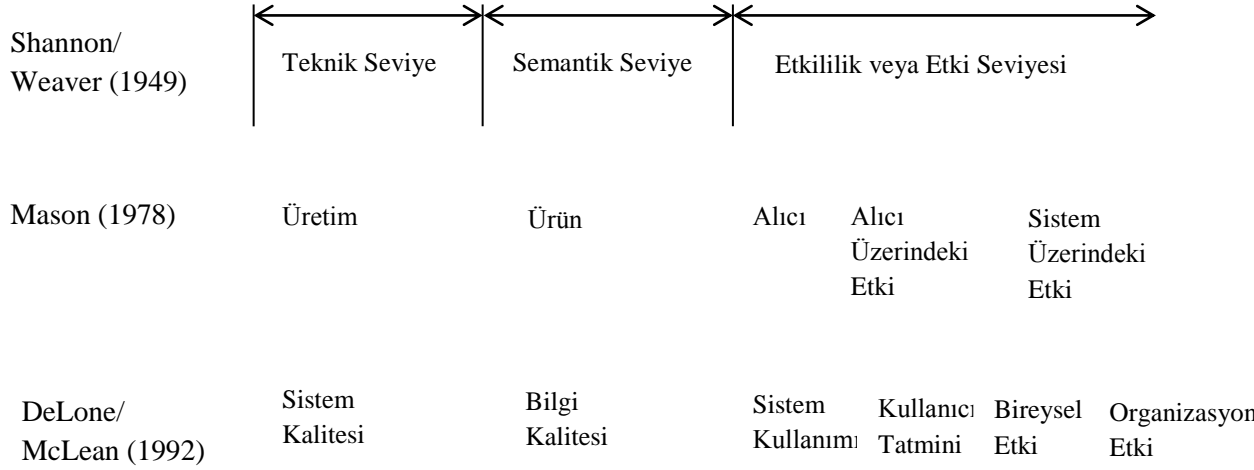 Shannon/
Weaver (1949)
Teknik Seviye
Semantik Seviye
Etkililik veya Etki Seviyesi
Mason (1978)
Üretim
Ürün
Alıcı
Alıcı
Üzerindeki
Etki
Sistem
Üzerindeki
Etki
DeLone/
McLean (1992)
Sistem
Kalitesi
Bilgi
Kalitesi
Sistem
Kullanımı
Kullanıcı
Tatmini
Bireysel
Etki
Organizasyon
Etki